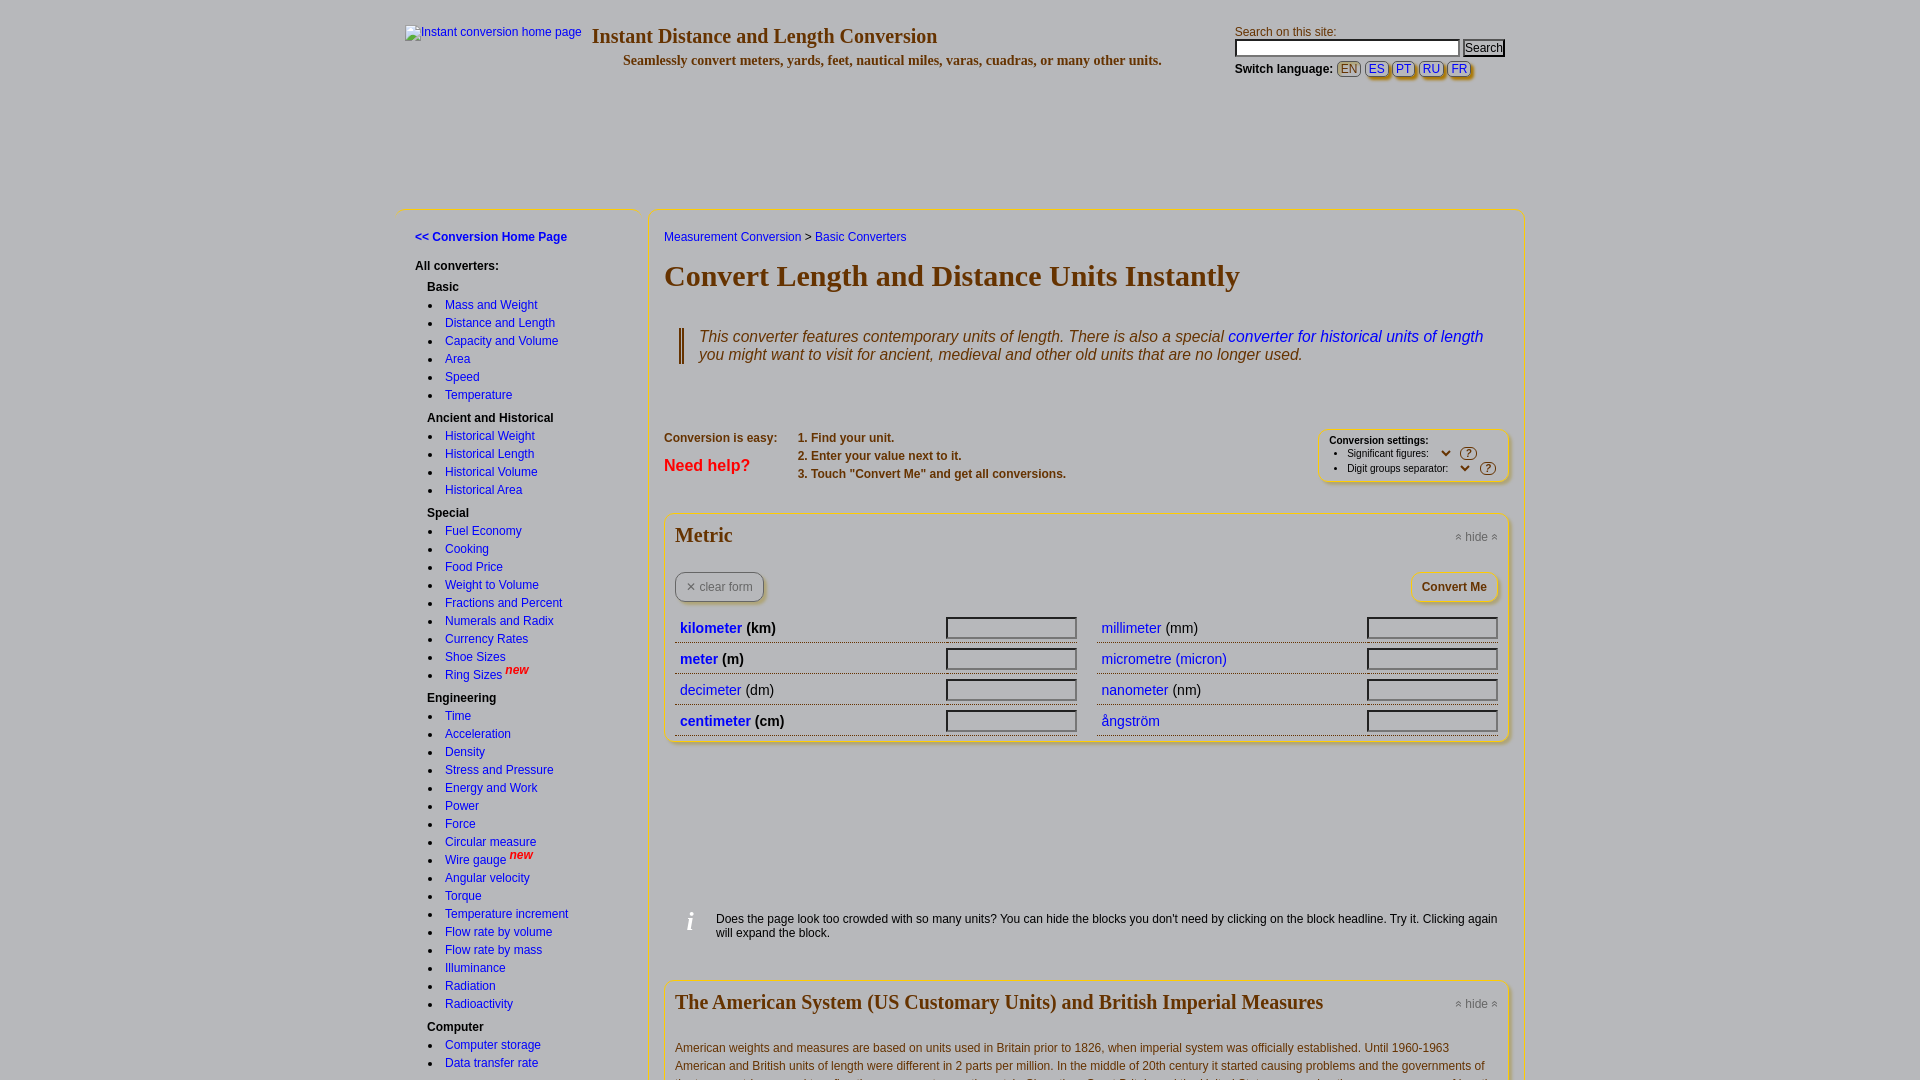 Instant conversion home page
Instant Distance and Length Conversion
Seamlessly convert meters, yards, feet, nautical miles, varas, cuadras, or many other units.
Search on this site:
Search
Switch language: EN ES PT RU FR
<< Conversion Home Page
All converters:
Basic
Mass and Weight
Distance and Length
Capacity and Volume
Area
Speed
Temperature
Ancient and Historical
Historical Weight
Historical Length
Historical Volume
Historical Area
Special
Fuel Economy
Cooking
Food Price
Weight to Volume
Fractions and Percent
Numerals and Radix
Currency Rates
Shoe Sizes
Ring Sizes new
Engineering
Time
Acceleration
Density
Stress and Pressure
Energy and Work
Power
Force
Circular measure
Wire gauge new
Angular velocity
Torque
Temperature increment
Flow rate by volume
Flow rate by mass
Illuminance
Radiation
Radioactivity
Computer
Computer storage
Data transfer rate
Measurement Conversion > Basic Converters
Convert Length and Distance Units Instantly
This converter features contemporary units of length. There is also a special converter for historical units of length
you might want to visit for ancient, medieval and other old units that are no longer used.
Conversion is easy:
Need help?
1. Find your unit.
2. Enter your value next to it.
3. Touch "Convert Me" and get all conversions.
Conversion settings:
Significant figures: ?
Digit groups separator: ?
Metric
« hide »
✕ clear form
Convert Me
kilometer (km)
millimeter (mm)
meter (m)
micrometre (micron)
decimeter (dm)
nanometer (nm)
centimeter (cm)
ångström
i
Does the page look too crowded with so many units? You can hide the blocks you don't need by clicking on the block headline. Try it. Clicking again
will expand the block.
The American System (US Customary Units) and British Imperial Measures
« hide »
American weights and measures are based on units used in Britain prior to 1826, when imperial system was officially established. Until 1960-1963
American and British units of length were different in 2 parts per million. In the middle of 20th century it started causing problems and the governments of